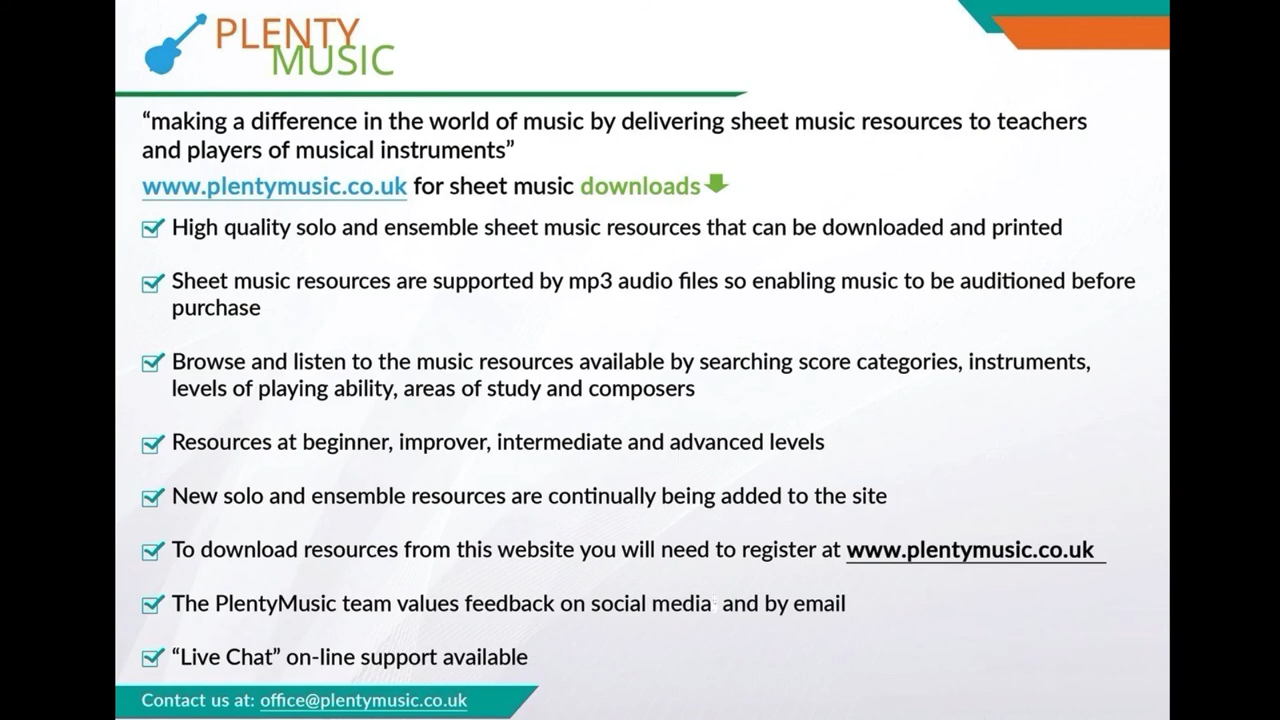 PLENTY
MUSIC
“making a difference in the world of music by delivering sheet music resources to teachers
and players of musical instruments”
www.plentymusic.co.uk for sheet music downloads
High quality solo and ensemble sheet music resources that can be downloaded and printed
Sheet music resources are supported by mp3 audio files so enabling music to be auditioned before
purchase
Browse and listen to the music resources available by searching score categories, instruments,
levels of playing ability, areas of study and composers
Resources at beginner, improver, intermediate and advanced levels
New solo and ensemble resources are continually being added to the site
To download resources from this website you will need to register at www.plentymusic.co.uk
The PlentyMusic team values feedback on social media and by email
“Live Chat” on-line support available
Contact us at: office@plentymusic.co.uk